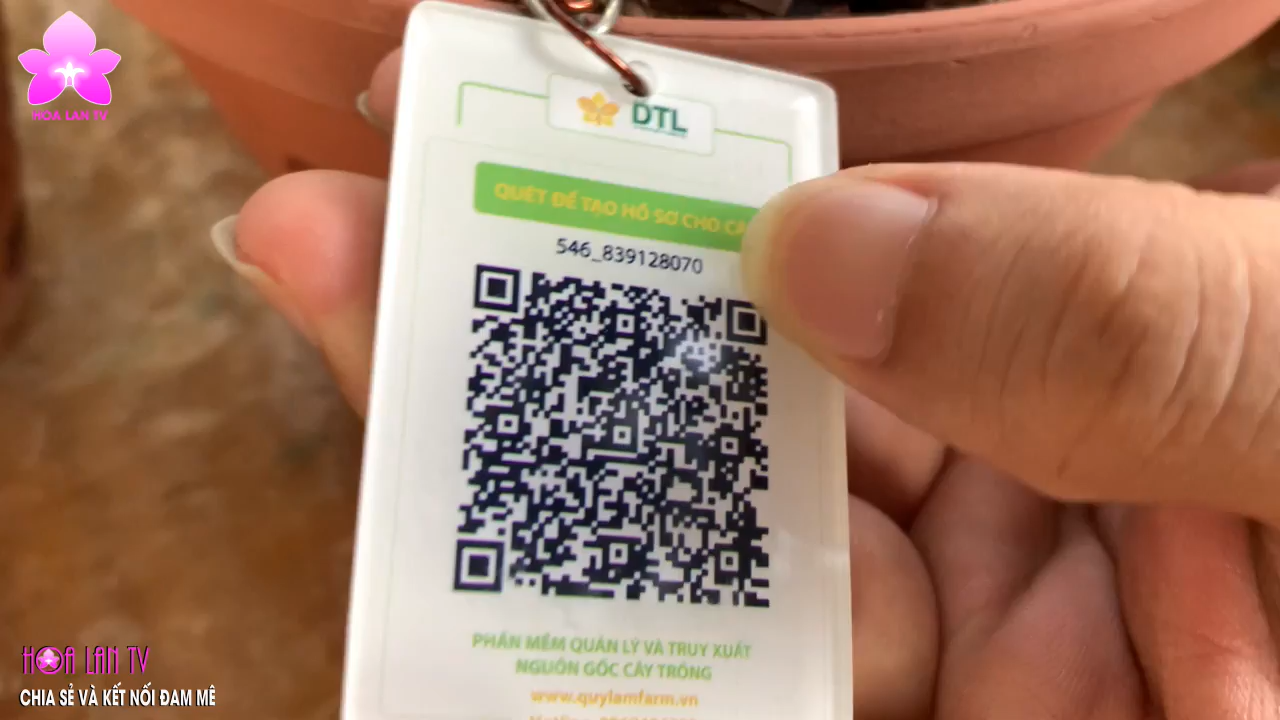 HOA LAN TV
DTL
QUÉT ĐỂ TẠO HỒ SƠ CHO
546_839128070
PHẦN MỀM QUẢN LÝ VÀ TRUY XUẤT
NGUỒN GỐC CÂY TRỒNG
www.quylamfarm.vn
HOA LAN TV
CHIA SẺ VÀ KẾT NỐI ĐAM MÊ